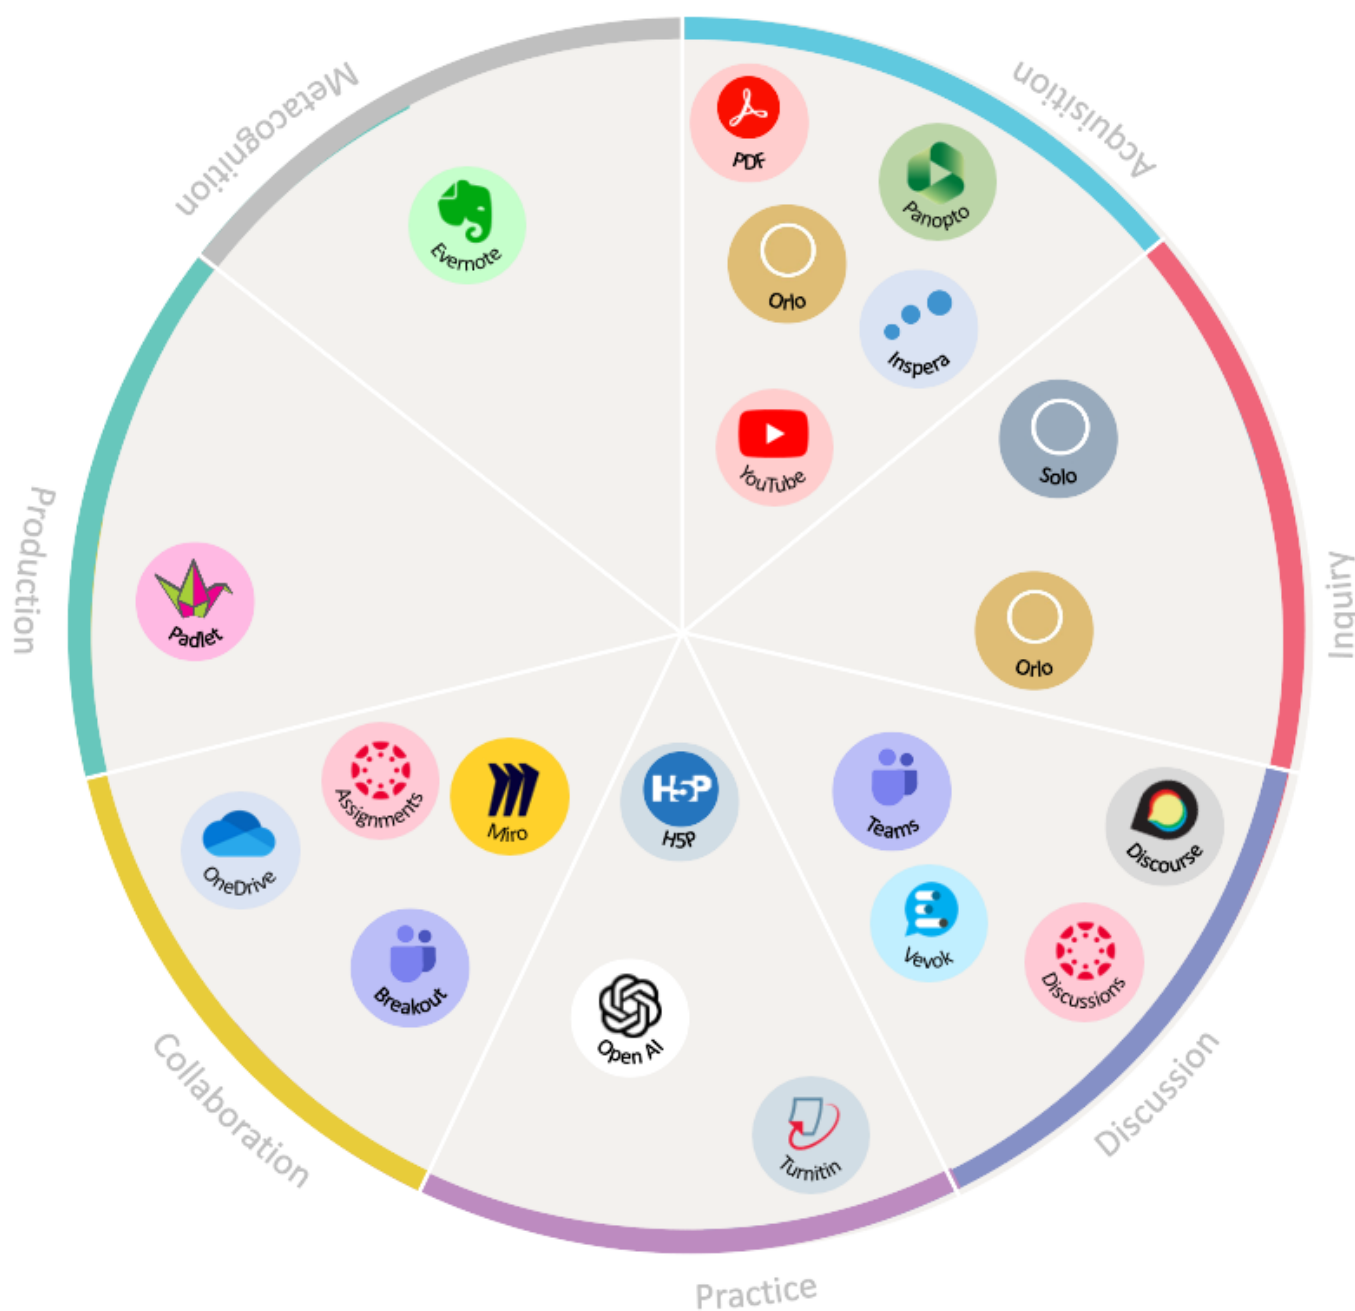 Metacognition
Acquisition
PDF
Panopto
Evernote
Orlo
Inspera
YouTube
Solo
Production
Inquiry
Padlet
Orlo
Assignments
Miro
H5P
H5P
Teams
Discourse
OneDrive
Vevok
Breakout
Discussions
Open AI
Collaboration
Discussion
Turnitin
Practice